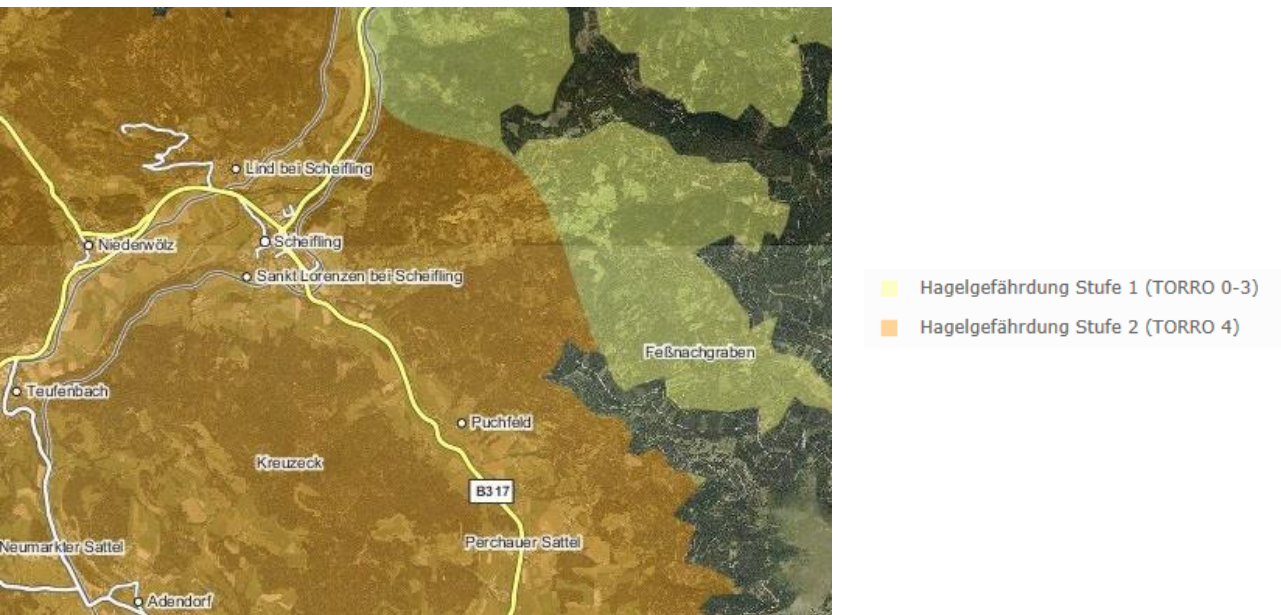 Lind bei Scheifling
Niederwölz
Scheifling
Sankt Lorenzen bei Scheifling
Feßnachgraben
Teufenbach
Puchfeld
Kreuzeck
B317
Neumarkter Sattel
Perchauer Sattel
Adendorf
Hagelgefährdung Stufe 1 (TORRO 0-3)
Hagelgefährdung Stufe 2 (TORRO 4)